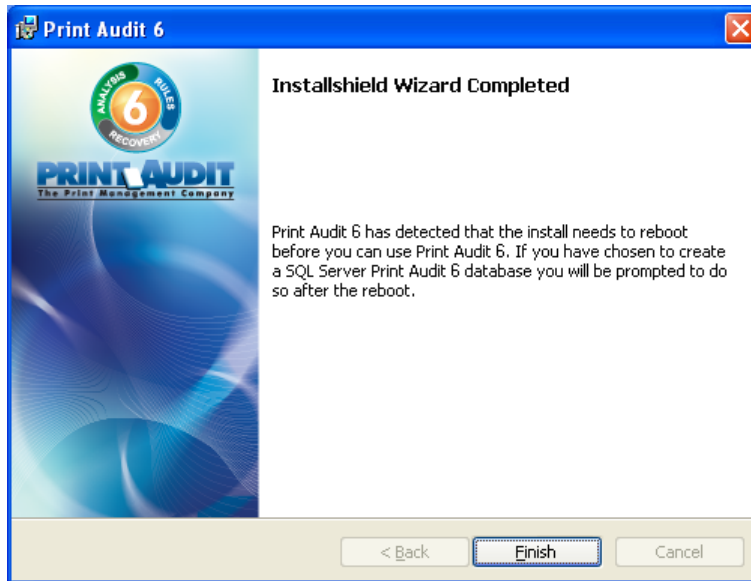 Print Audit 6
ANALYSIS
RULES
6
RECOVERY
PRINT AUDIT
The Print Management Company
Installshield Wizard Completed
Print Audit 6 has detected that the install needs to reboot
before you can use Print Audit 6. If you have chosen to create
a SQL Server Print Audit 6 database you will be prompted to do
so after the reboot.
< Back
Finish
Cancel